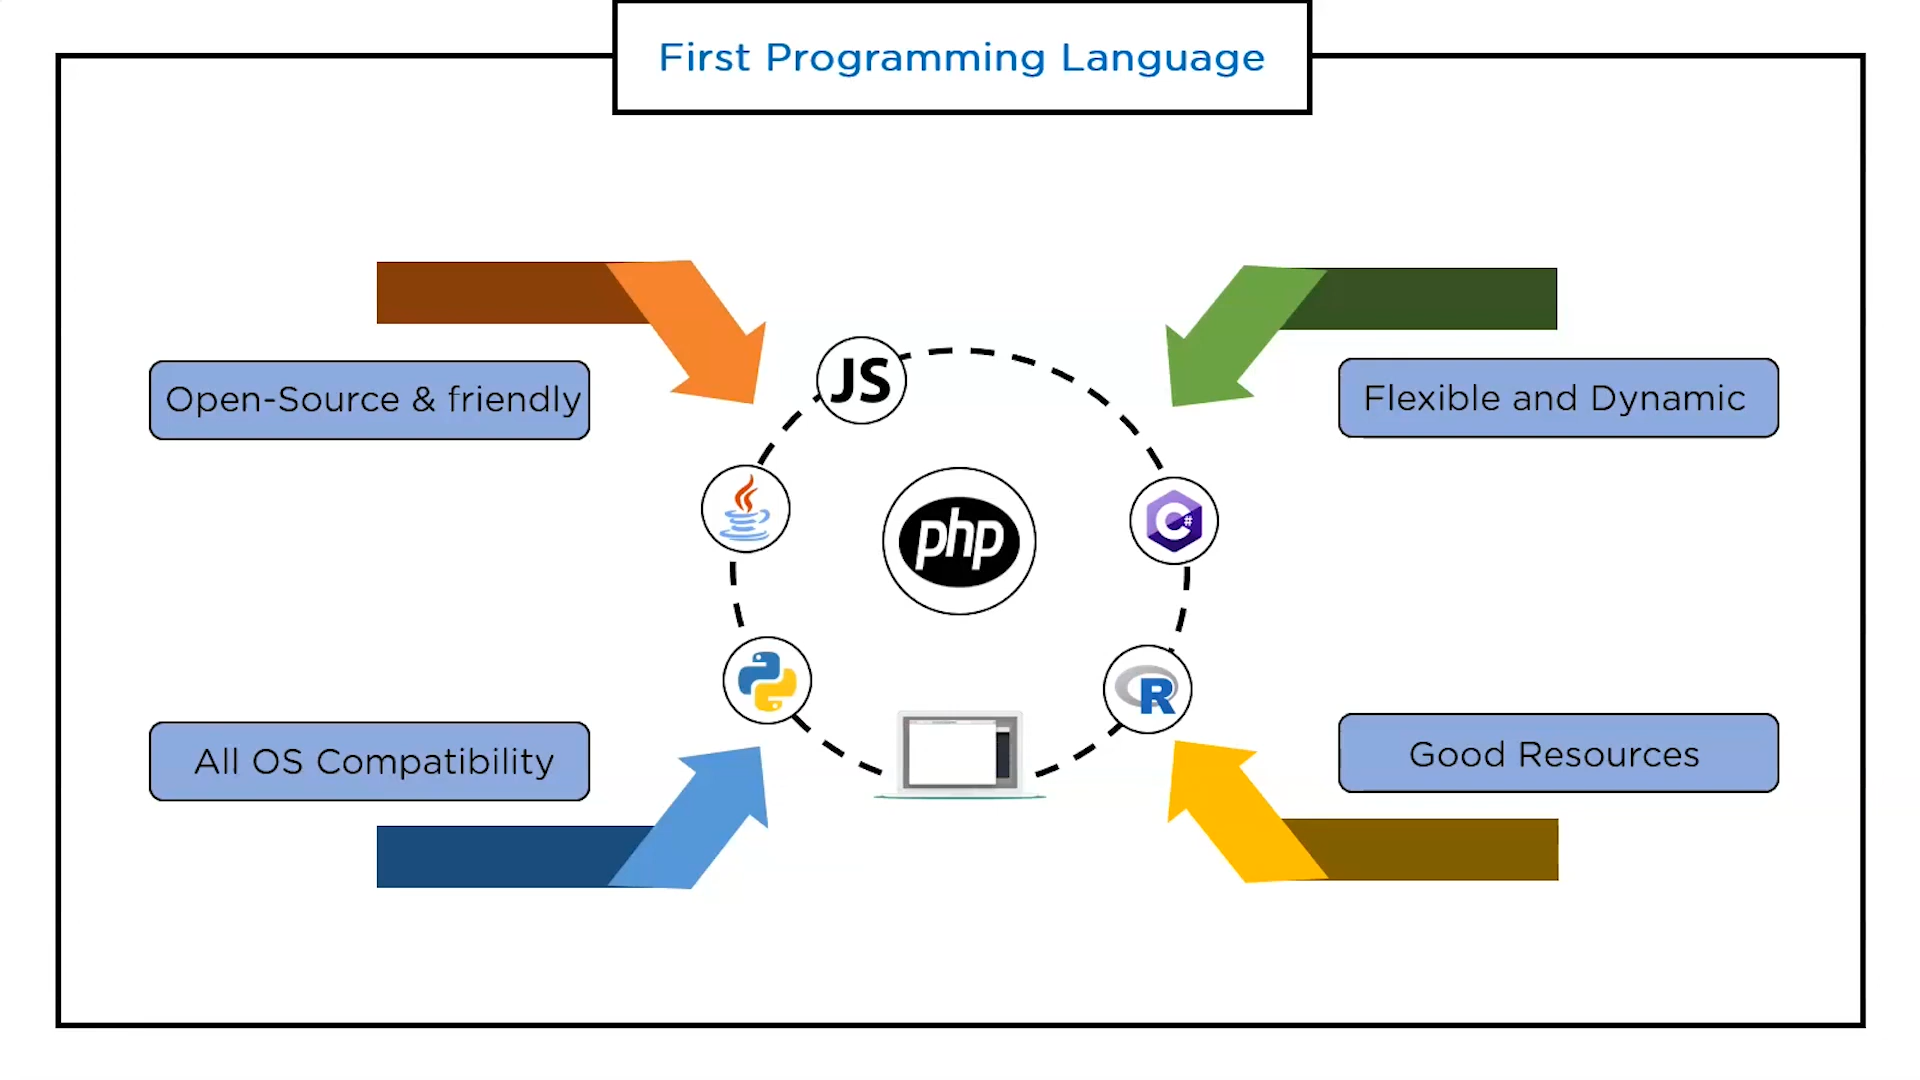 First Programming Language
Open-Source & friendly
Flexible and Dynamic
JS
php
C#
R
All OS Compatibility
Good Resources